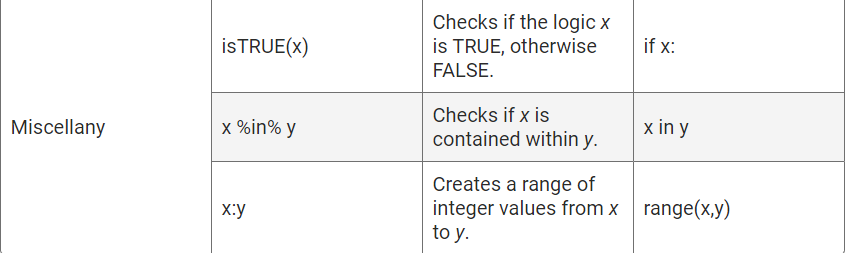 Miscellany
isTRUE(x)
Checks if the logic x
is TRUE, otherwise
FALSE.
if x:
x %in% y
Checks if x is
contained within y.
x in y
x:y
Creates a range of
integer values from x
to y.
range(x,y)